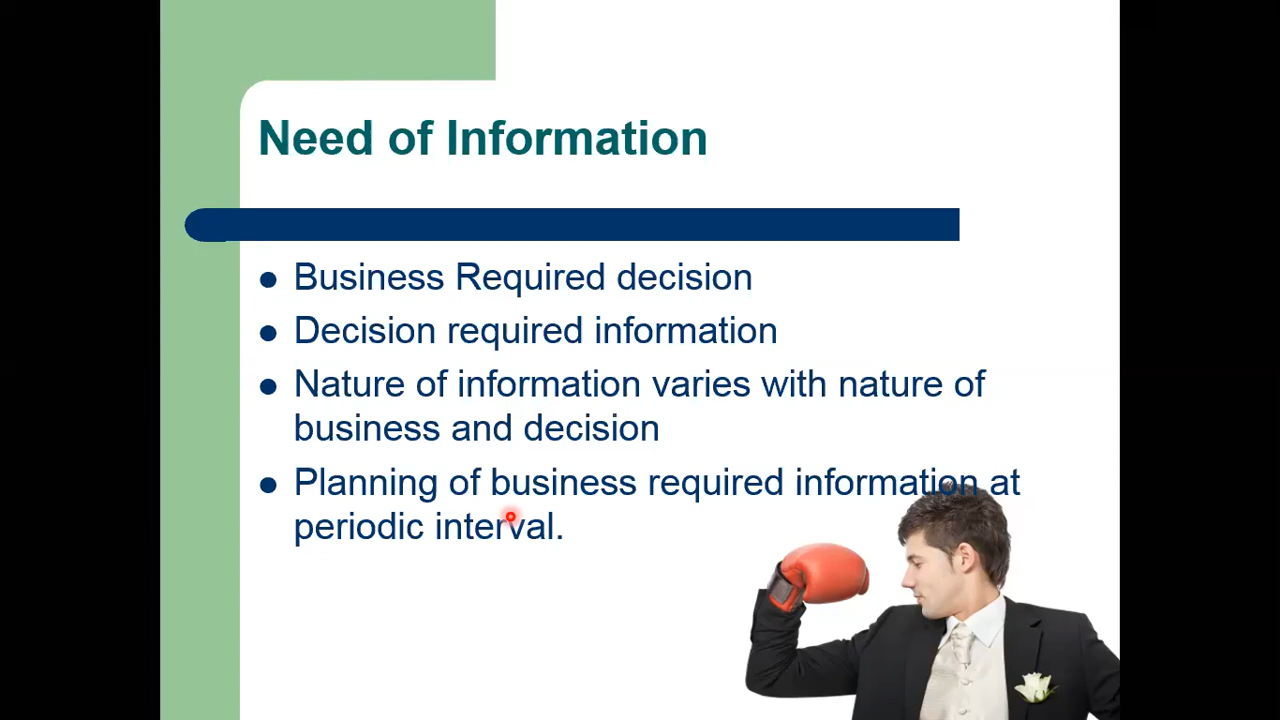 Need of Information
Business Required decision
Decision required information
Nature of information varies with nature of
business and decision
Planning of business required information at
periodic interval.